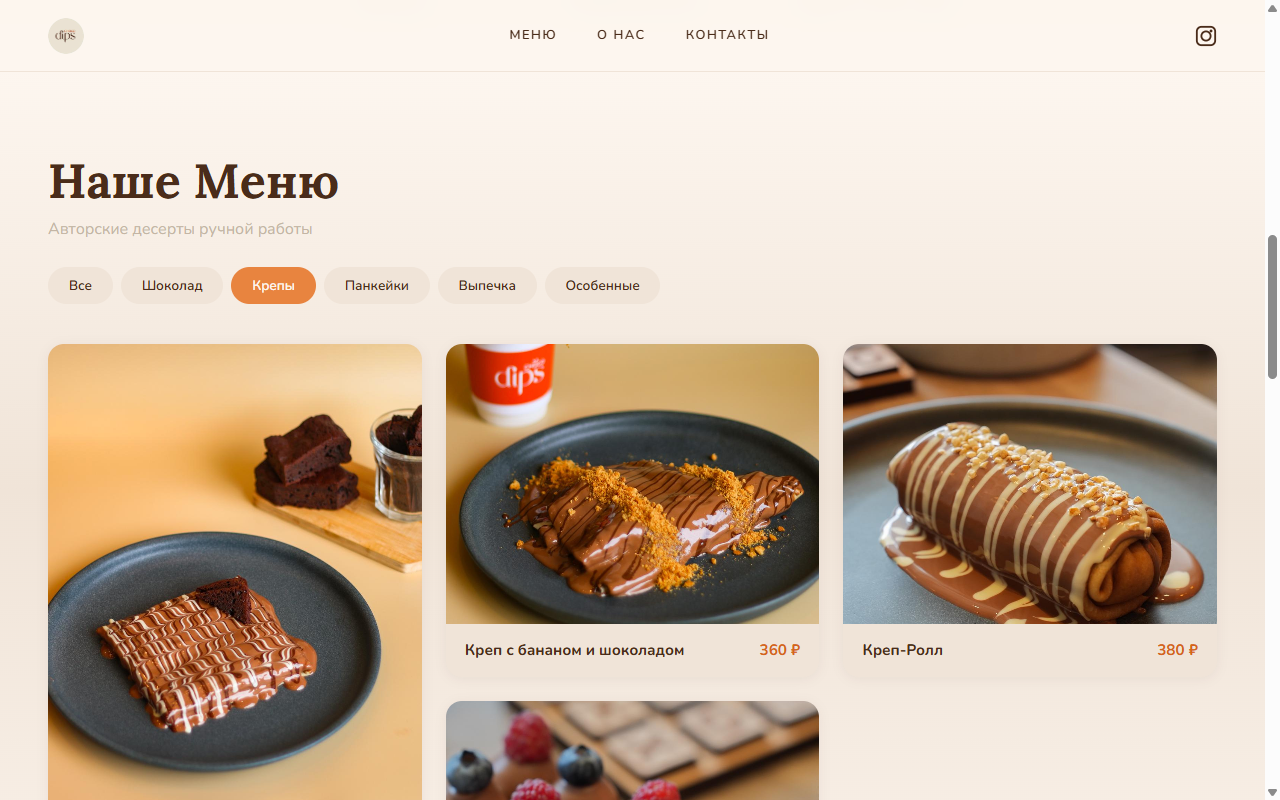 dips
МЕНЮ О НАС КОНТАКТЫ
Наше Меню
Авторские десерты ручной работы
Все Шоколад Крепы Панкейки Выпечка Особенные
dips
Креп с бананом и шоколадом 360 ₽
Креп-Ролл 380 ₽